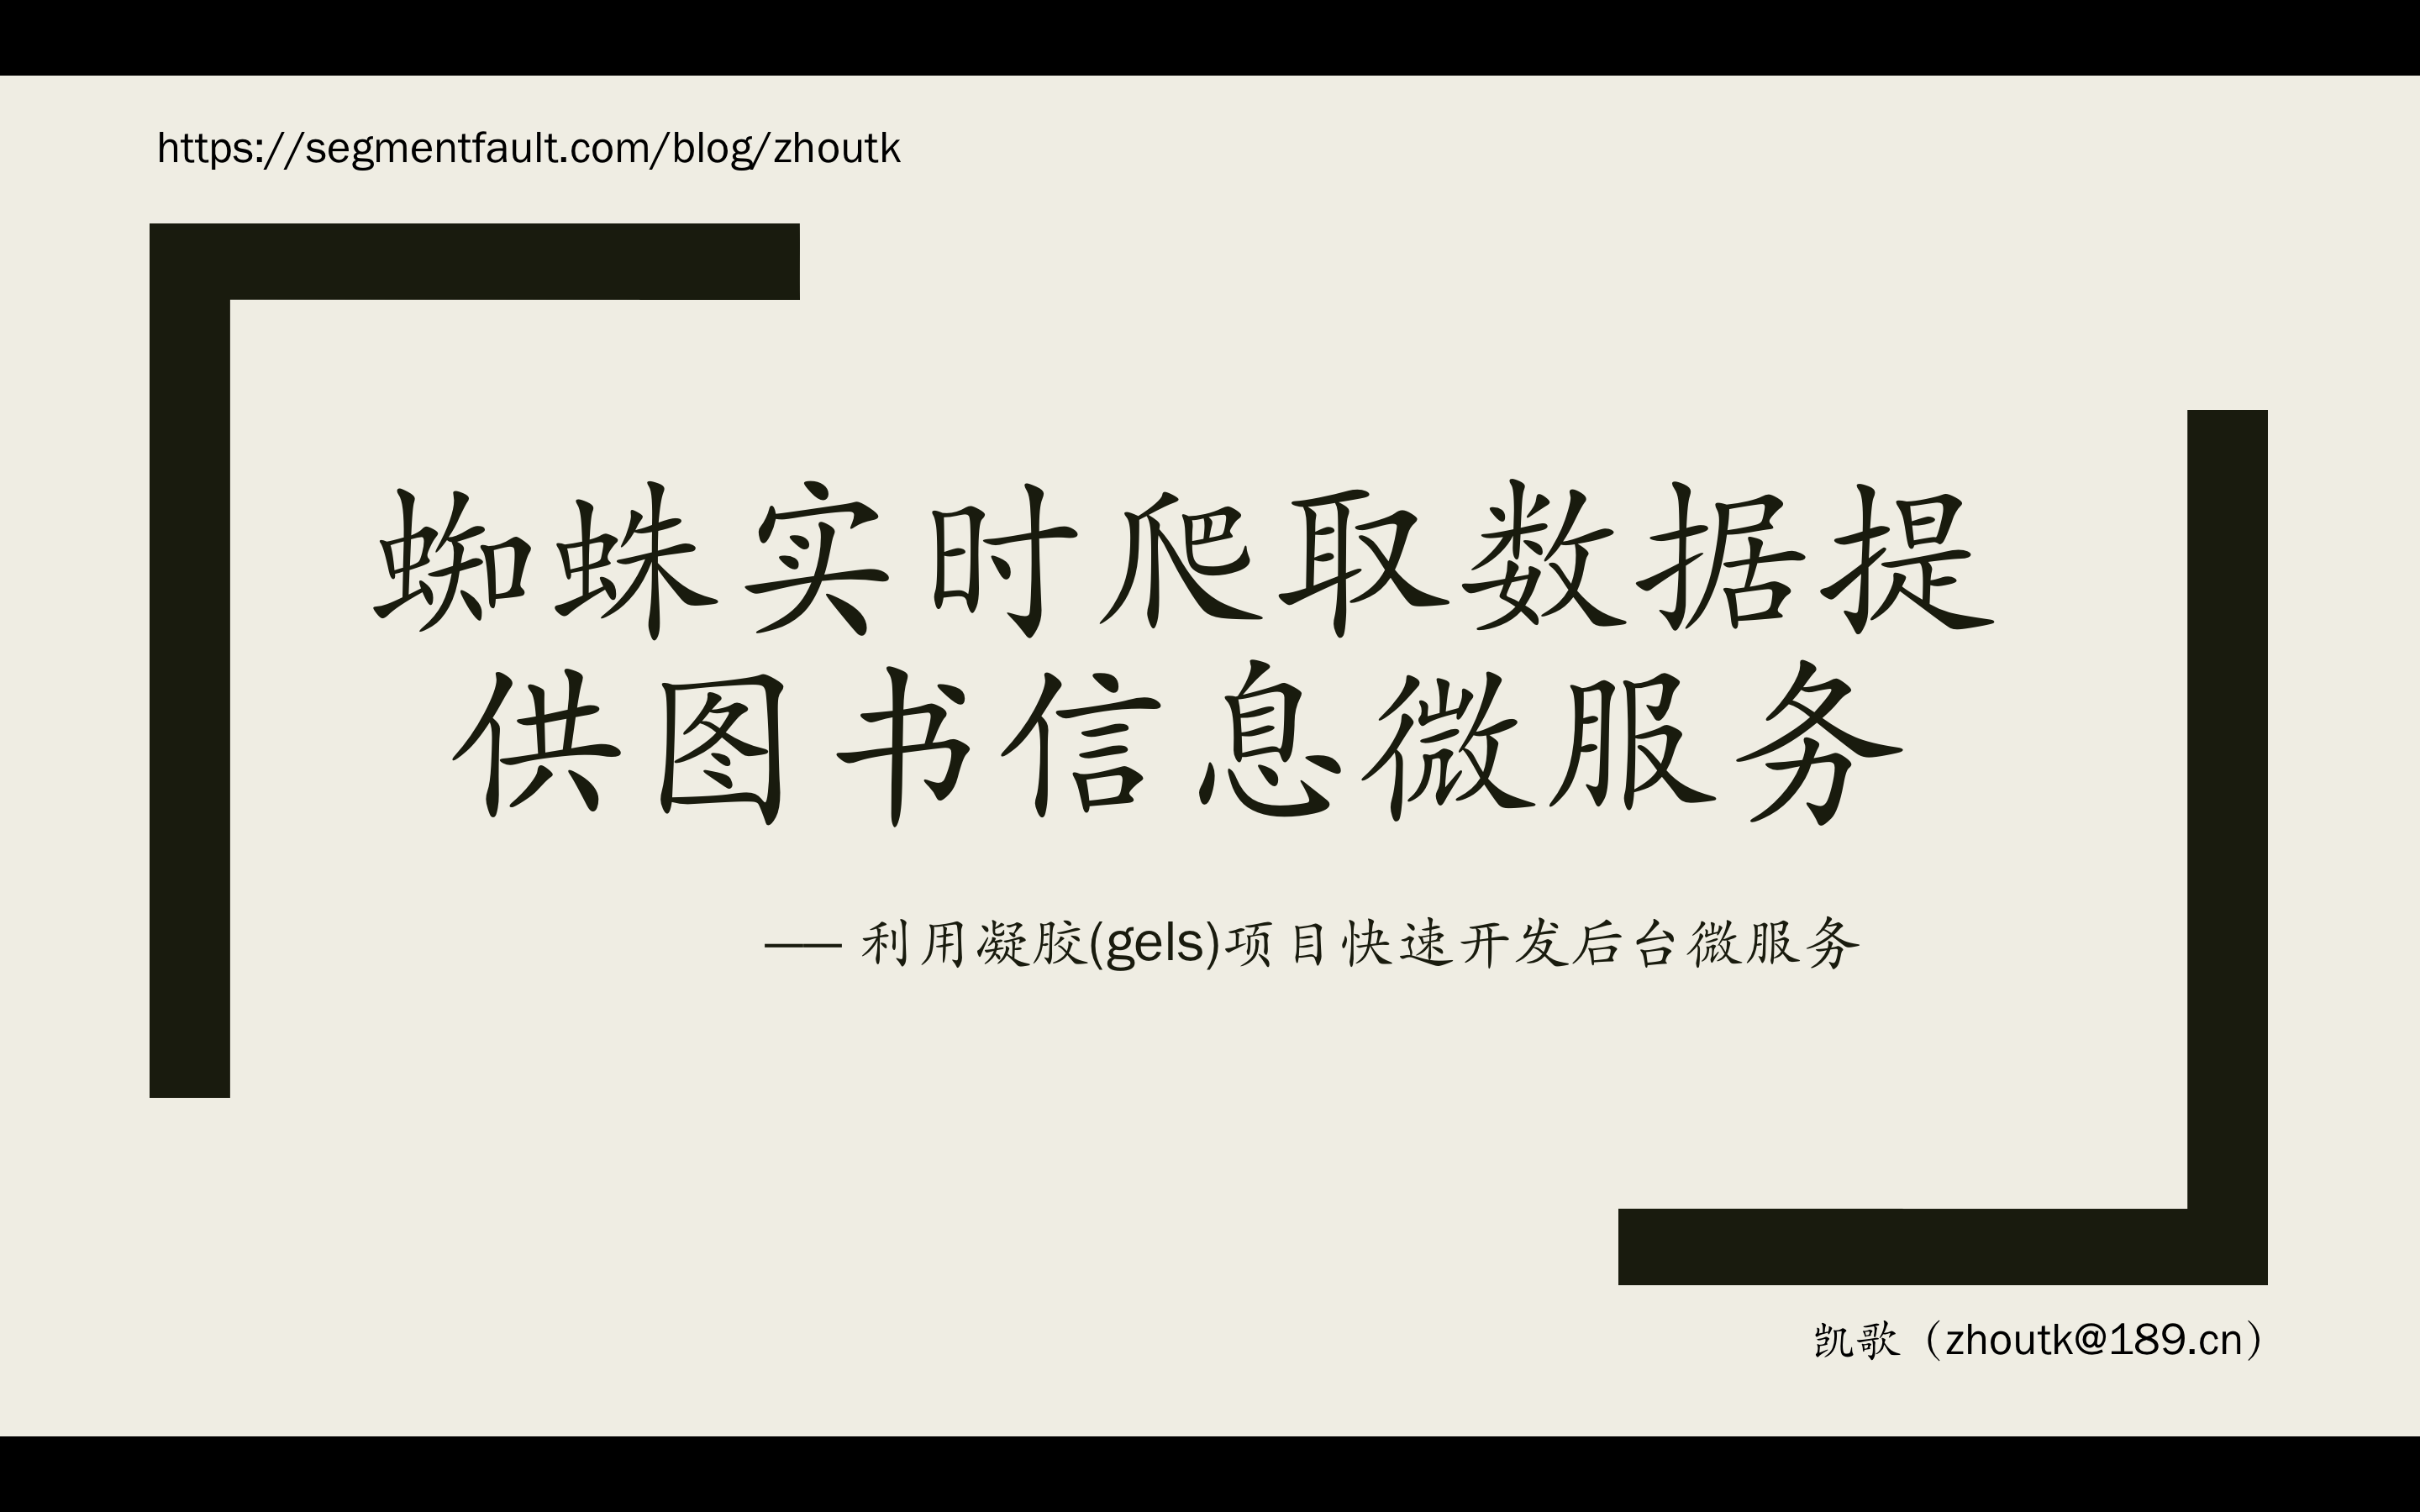 https://segmentfault.com/blog/zhoutk
蜘蛛实时爬取数据提
供图书信息微服务
—— 利用凝胶(gels)项目快速开发后台微服务
凯歌（zhoutk@189.cn）